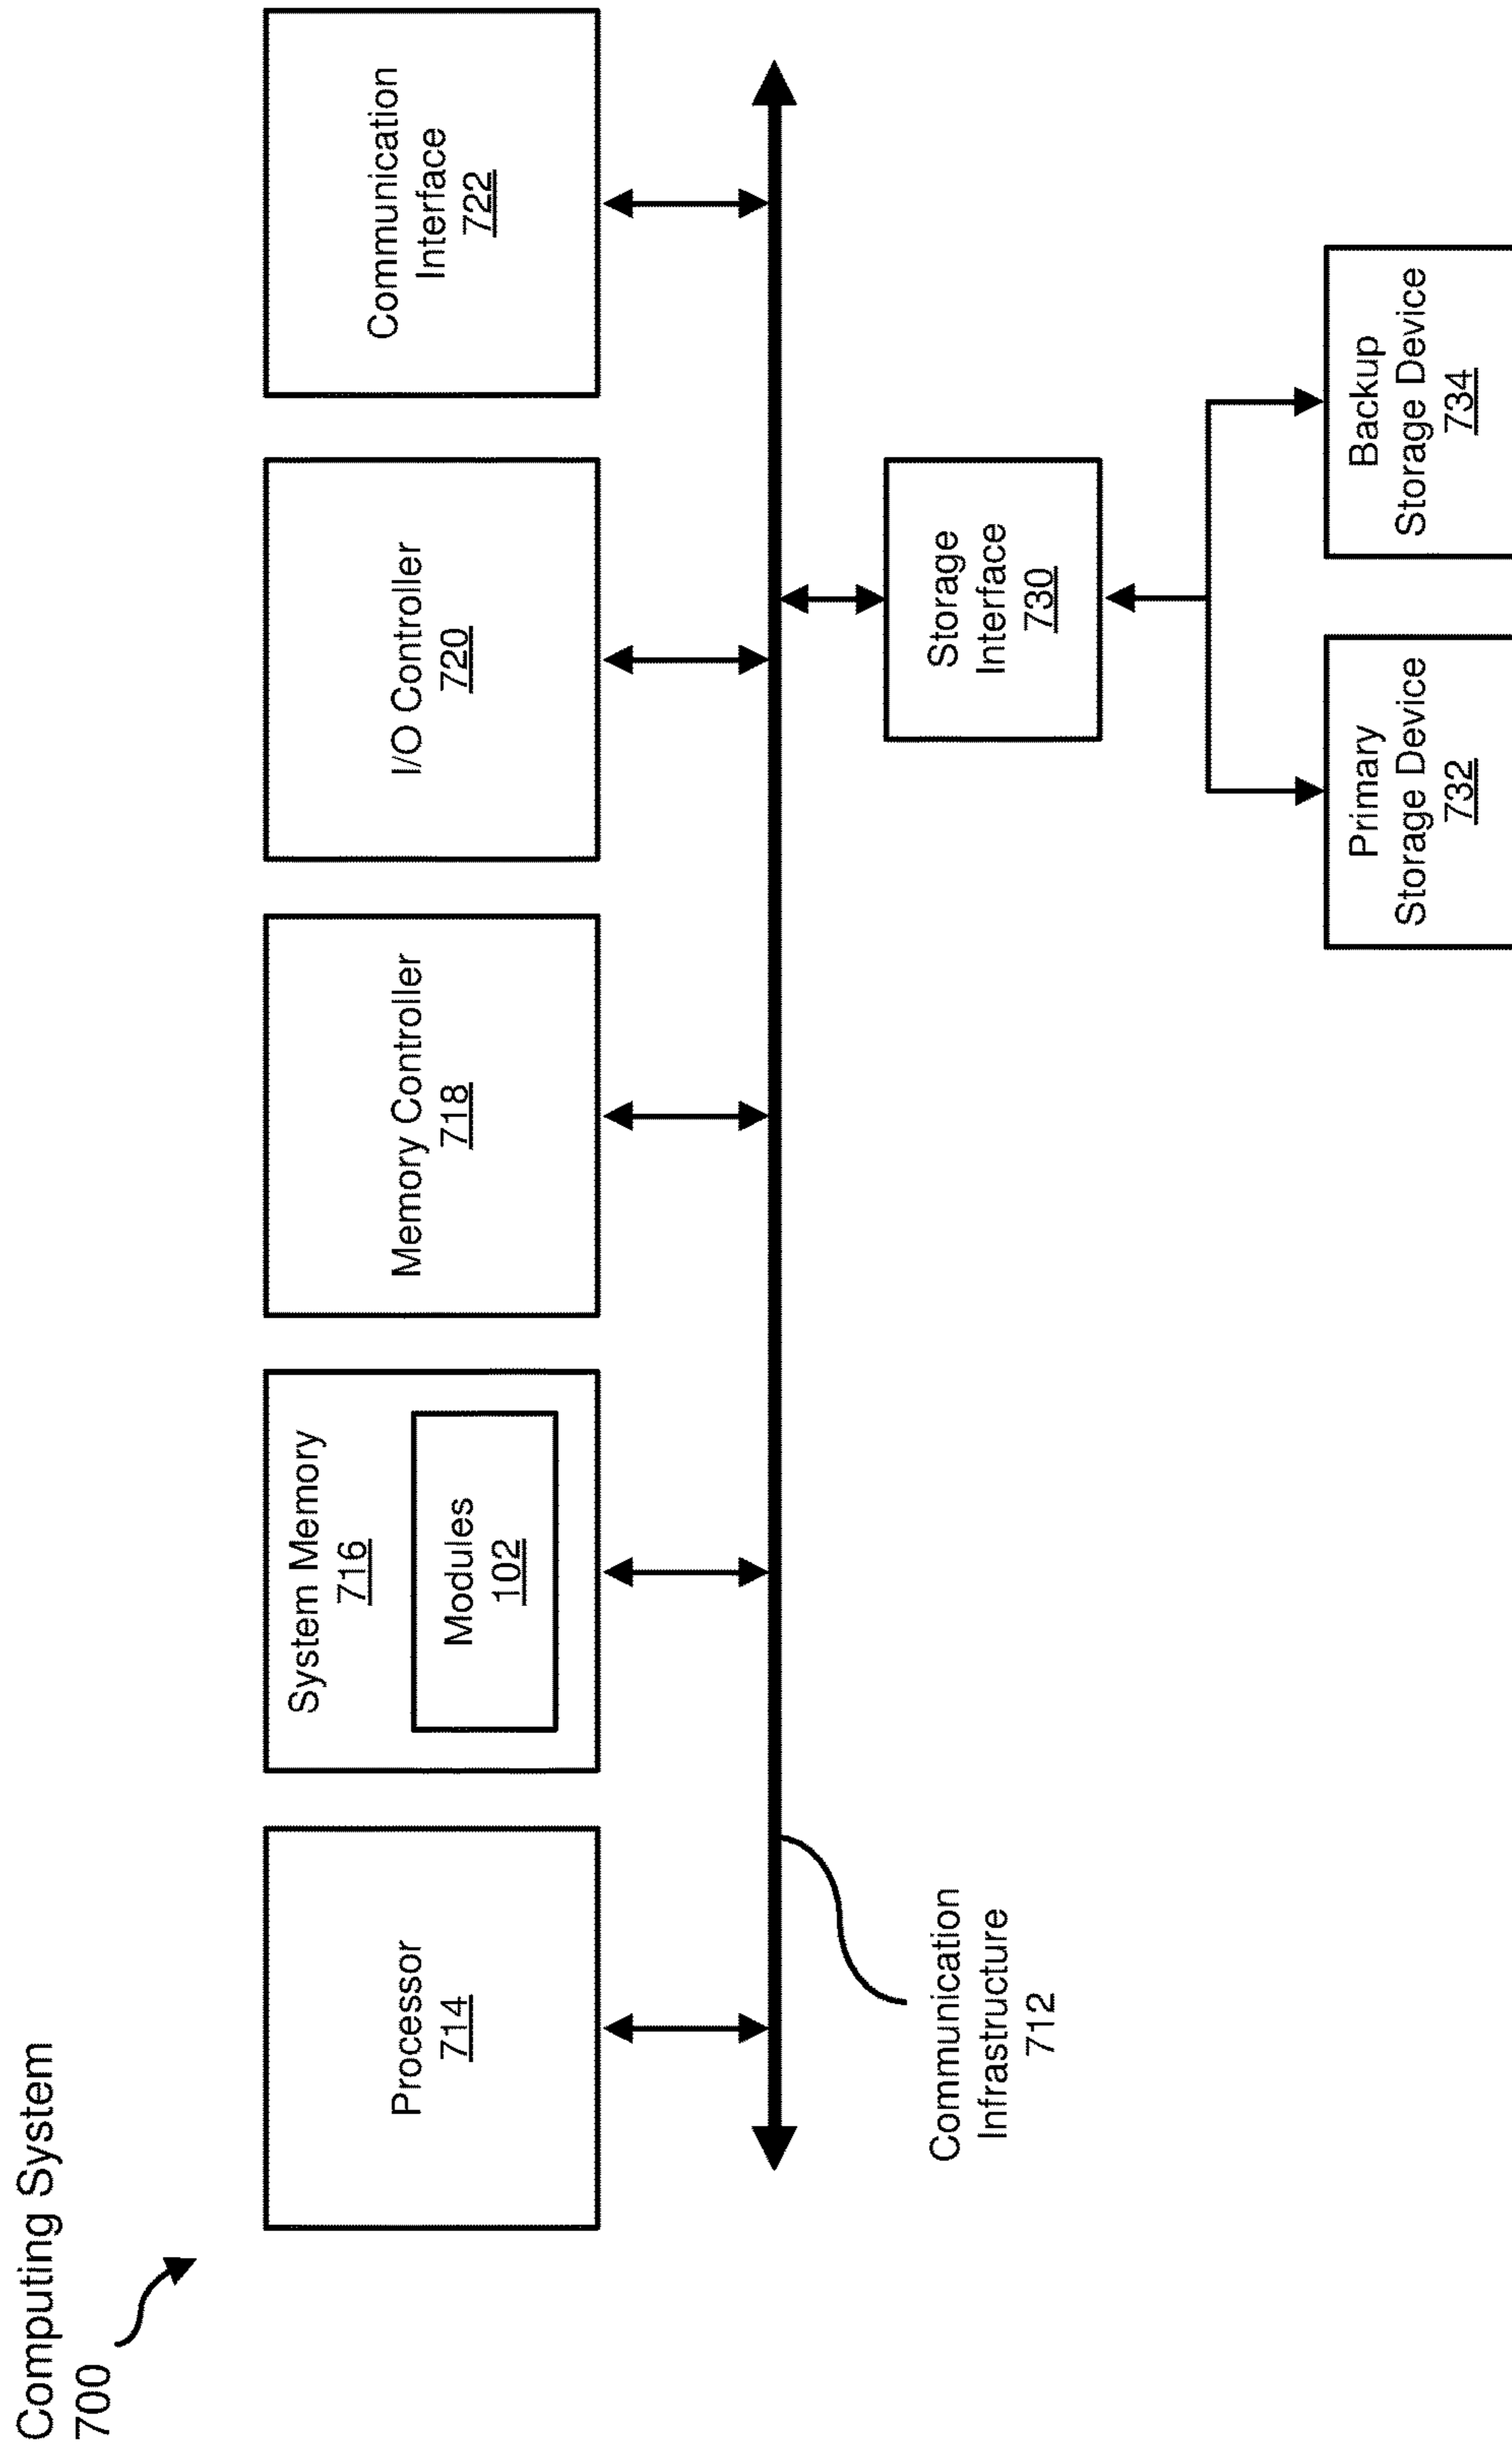 Computing System
700
Processor
714
System Memory
716
Modules
102
Memory Controller
718
I/O Controller
720
Communication
Interface
722
Communication
Infrastructure
712
Storage
Interface
730
Primary
Storage Device
732
Backup
Storage Device
734